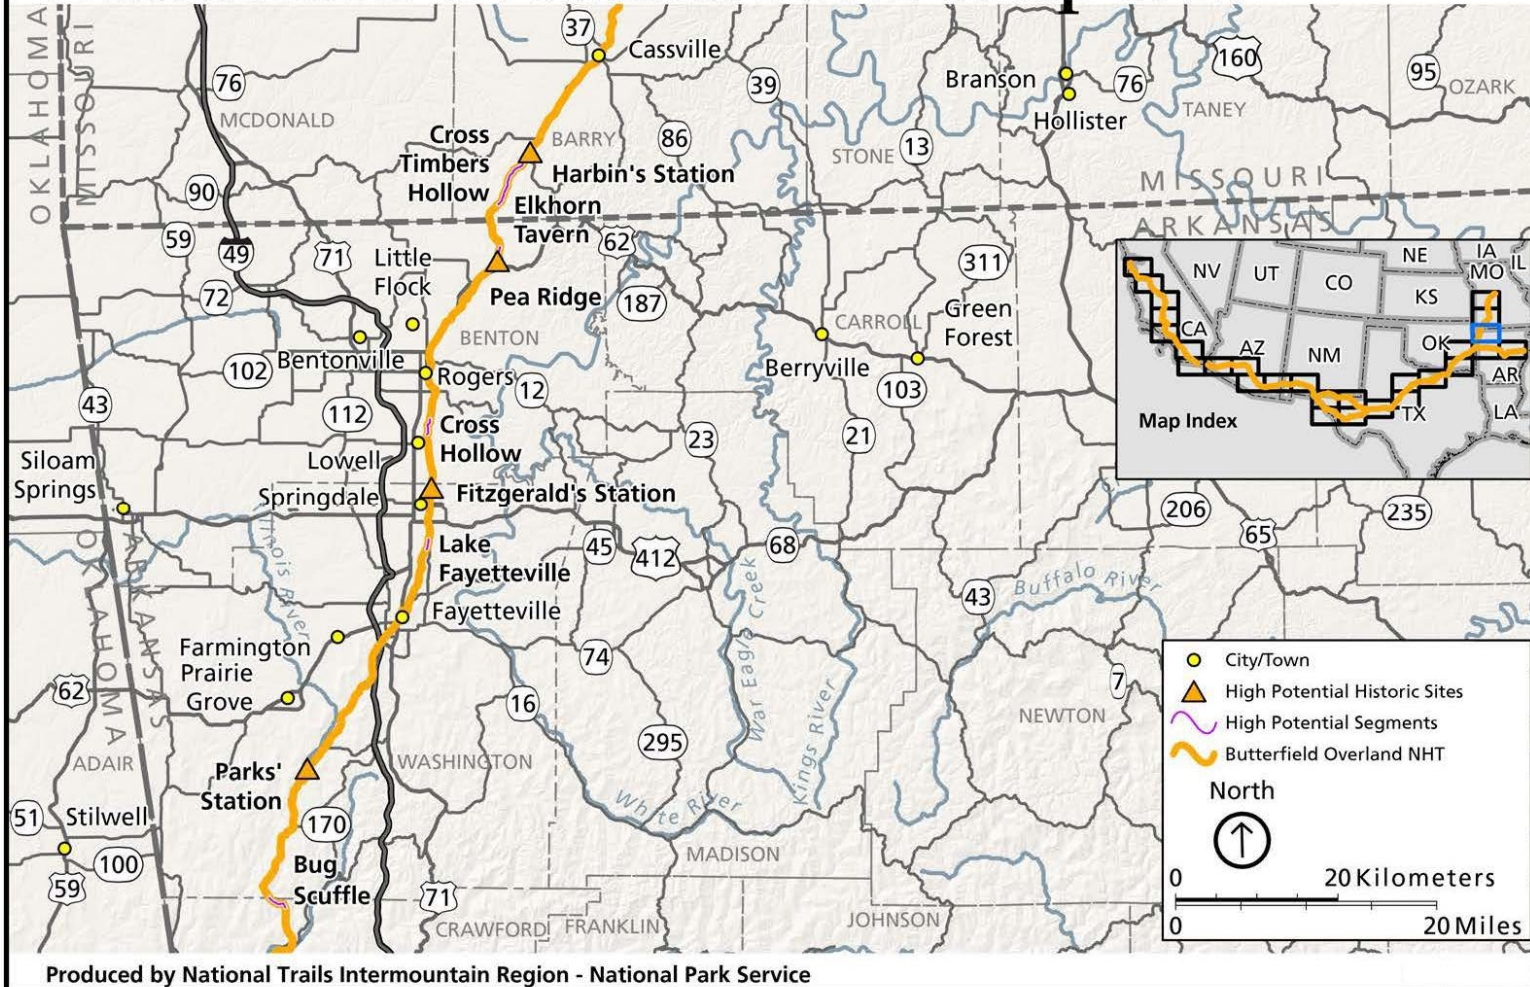 OKLAHOMA
MISSOURI
37
Cassville
76
39
Branson
76
160
95
OZARK
MCDONALD
Hollister
TANEY
Cross
Timbers
Hollow
BARRY
86
STONE
13
Harbin's Station
90
MISSOURI
ARKANSAS
Elkhorn
Tavern
59
49
71
Little
Flock
62
311
72
Pea Ridge
187
Green
Forest
CARROLL
BENTON
Bentonville
Berryville
102
Rogers
12
103
43
112
Cross
Hollow
23
21
Siloam
Springs
Lowell
Springdale
Fitzgerald's Station
OKLAHOMA
ARKANSAS
Illinois River
Lake
Fayetteville
45
412
68
206
65
235
Fayetteville
War Eagle Creek
43
Buffalo River
Farmington
Prairie
Grove
74
62
16
Kings River
7
295
NEWTON
ADAIR
Parks'
Station
WASHINGTON
White River
51
Stilwell
170
100
MADISON
Bug
Scuffle
59
71
CRAWFORD
FRANKLIN
JOHNSON
NV
UT
CO
NE
IA
IL
MO
KS
CA
AZ
NM
OK
AR
TX
LA
Map Index
City/Town
High Potential Historic Sites
High Potential Segments
Butterfield Overland NHT
North
0 20 Kilometers
0 20 Miles
Produced by National Trails Intermountain Region - National Park Service